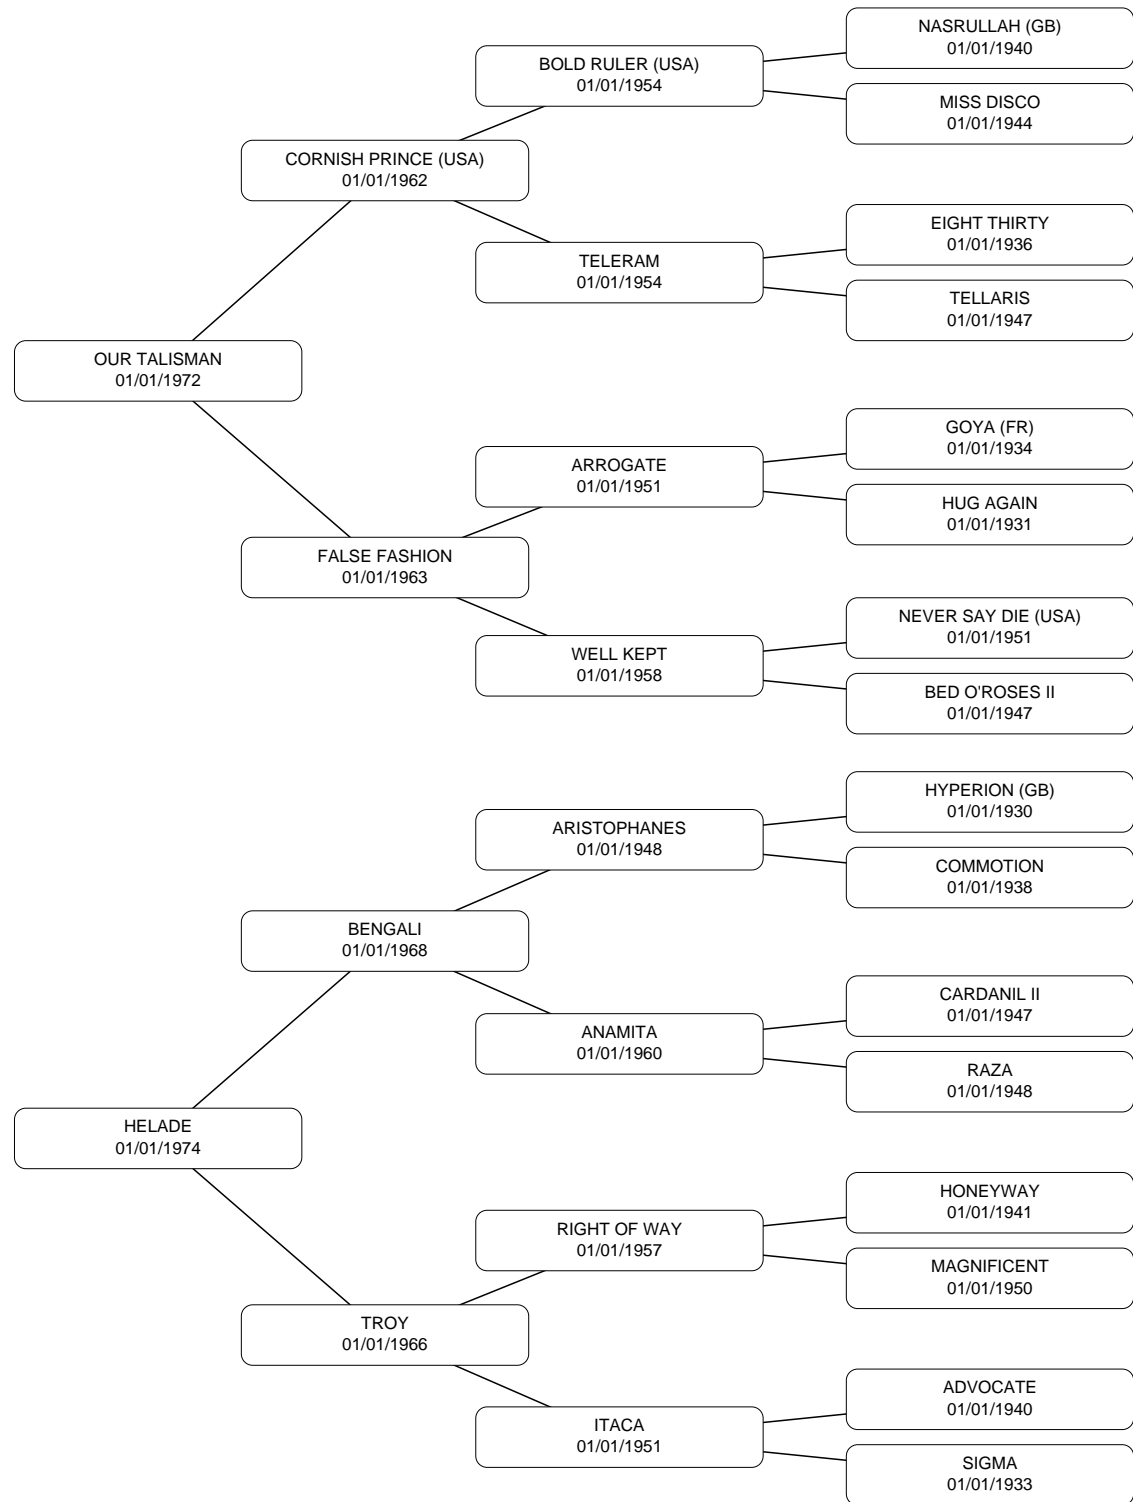 NASRULLAH (GB)
01/01/1940
BOLD RULER (USA)
01/01/1954
MISS DISCO
01/01/1944
CORNISH PRINCE (USA)
01/01/1962
EIGHT THIRTY
01/01/1936
TELERAM
01/01/1954
TELLARIS
01/01/1947
OUR TALISMAN
01/01/1972
GOYA (FR)
01/01/1934
ARROGATE
01/01/1951
HUG AGAIN
01/01/1931
FALSE FASHION
01/01/1963
NEVER SAY DIE (USA)
01/01/1951
WELL KEPT
01/01/1958
BED O'ROSES II
01/01/1947
HYPERION (GB)
01/01/1930
ARISTOPHANES
01/01/1948
COMMOTION
01/01/1938
BENGALI
01/01/1968
CARDANIL II
01/01/1947
ANAMITA
01/01/1960
RAZA
01/01/1948
HELADE
01/01/1974
HONEYWAY
01/01/1941
RIGHT OF WAY
01/01/1957
MAGNIFICENT
01/01/1950
TROY
01/01/1966
ADVOCATE
01/01/1940
ITACA
01/01/1951
SIGMA
01/01/1933